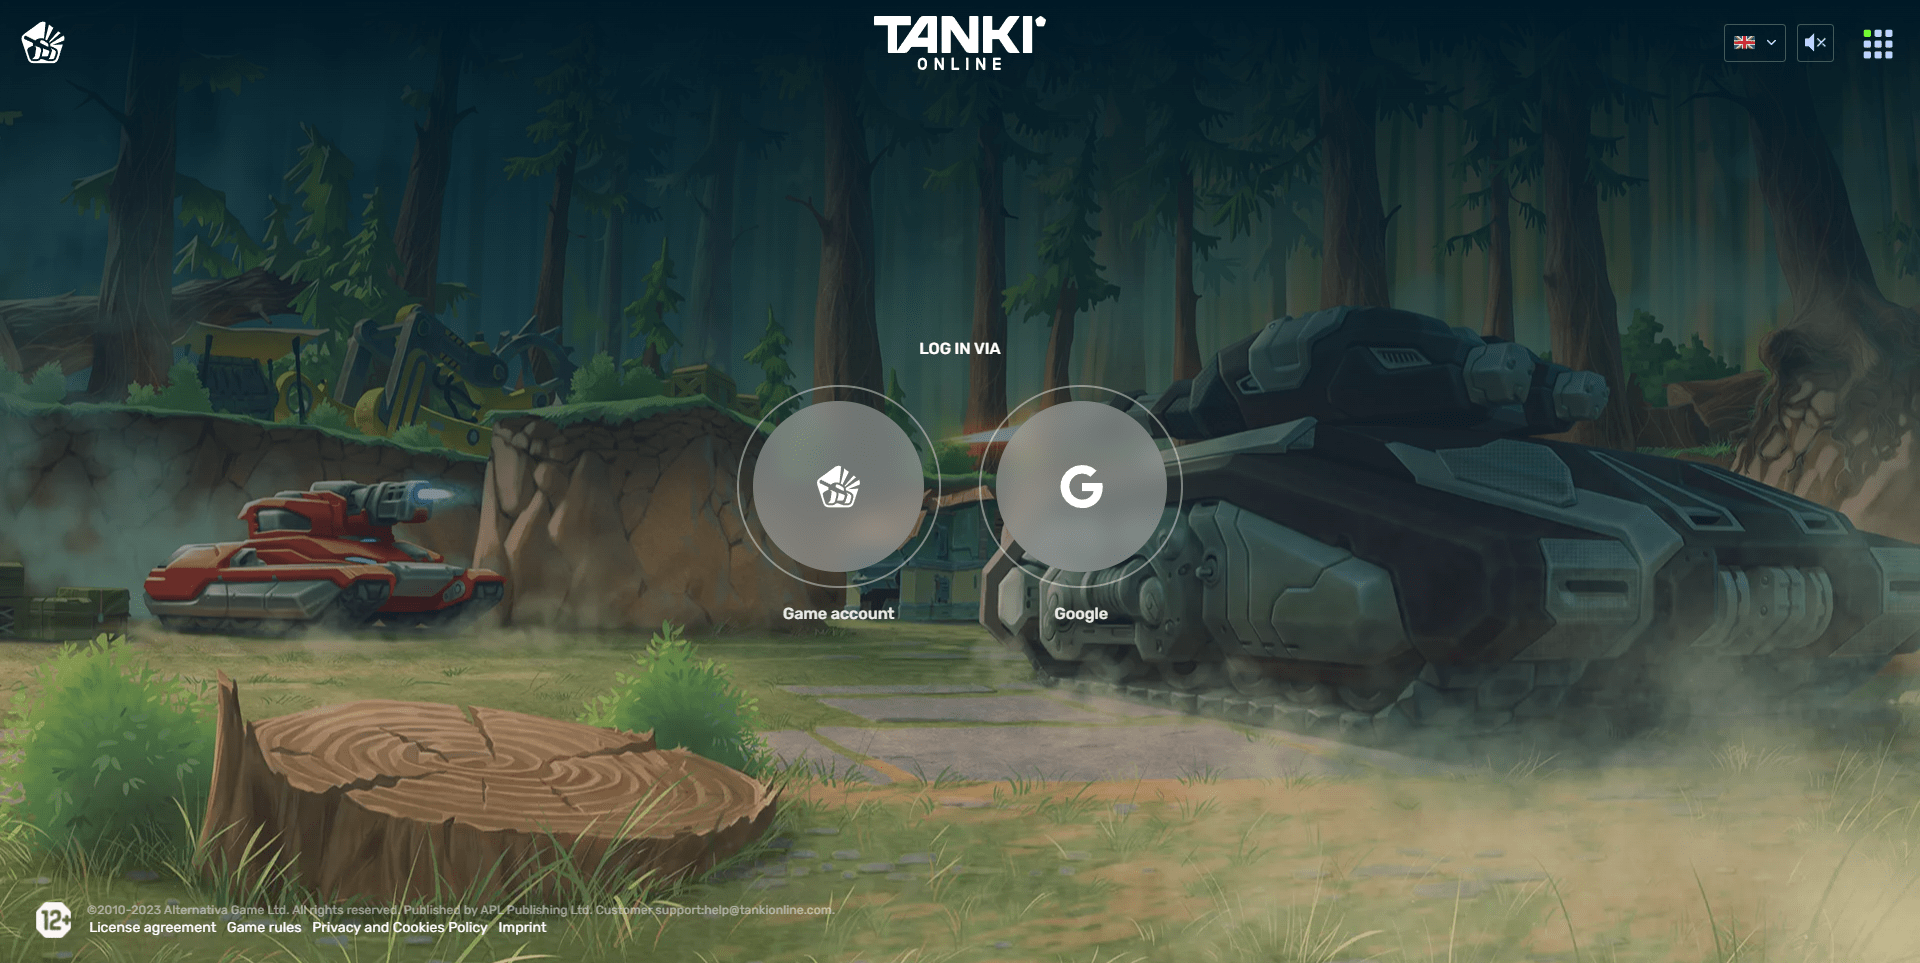 TANKI
ONLINE
LOG IN VIA
Game account
Google
12+
©2010-2023 Alternativa Game Ltd. All rights reserved. Published by APL Publishing Ltd. Customer support:help@tankionline.com.
License agreement Game rules Privacy and Cookies Policy Imprint